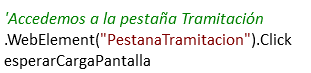 'Accedemos a la pestaña Tramitación
.WebElement("PestanaTramitacion").Click
esperarCargaPantalla